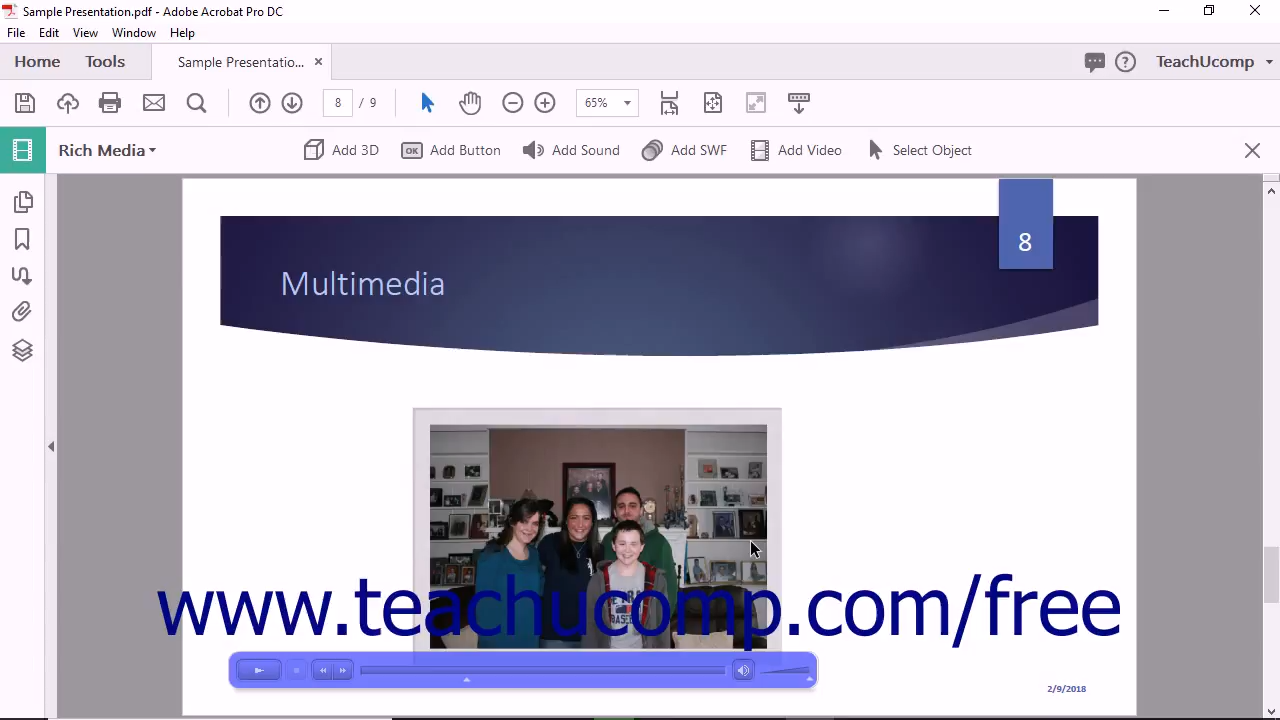 Sample Presentation.pdf - Adobe Acrobat Pro DC
File Edit View Window Help
Home Tools Sample Presentatio... × ? TeachUcomp
8 / 9 65%
Rich Media Add 3D OK Add Button Add Sound Add SWF Add Video Select Object
8
Multimedia
www.teachucomp.com/free
2/9/2018